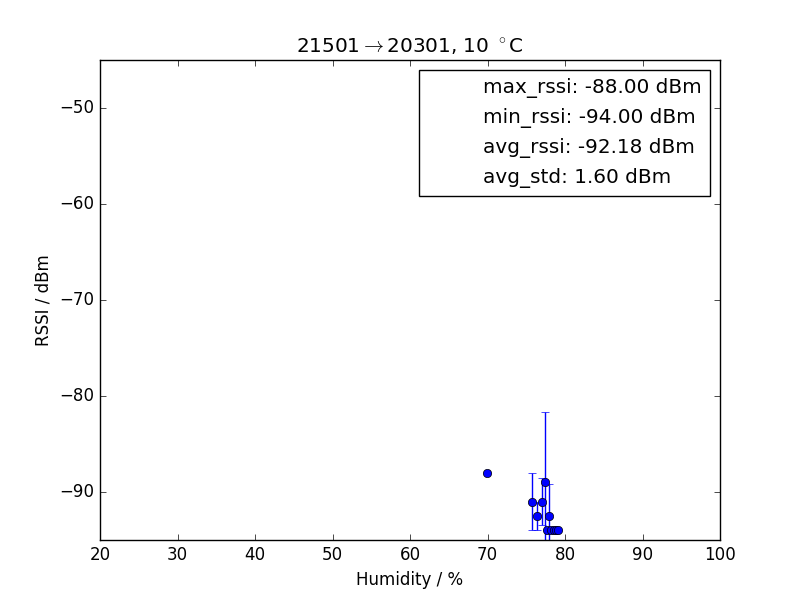 21501→20301, 10 °C
max_rssi: -88.00 dBm
min_rssi: -94.00 dBm
avg_rssi: -92.18 dBm
avg_std: 1.60 dBm
RSSI / dBm
−50
−60
−70
−80
−90
20 30 40 50 60 70 80 90 100
Humidity / %